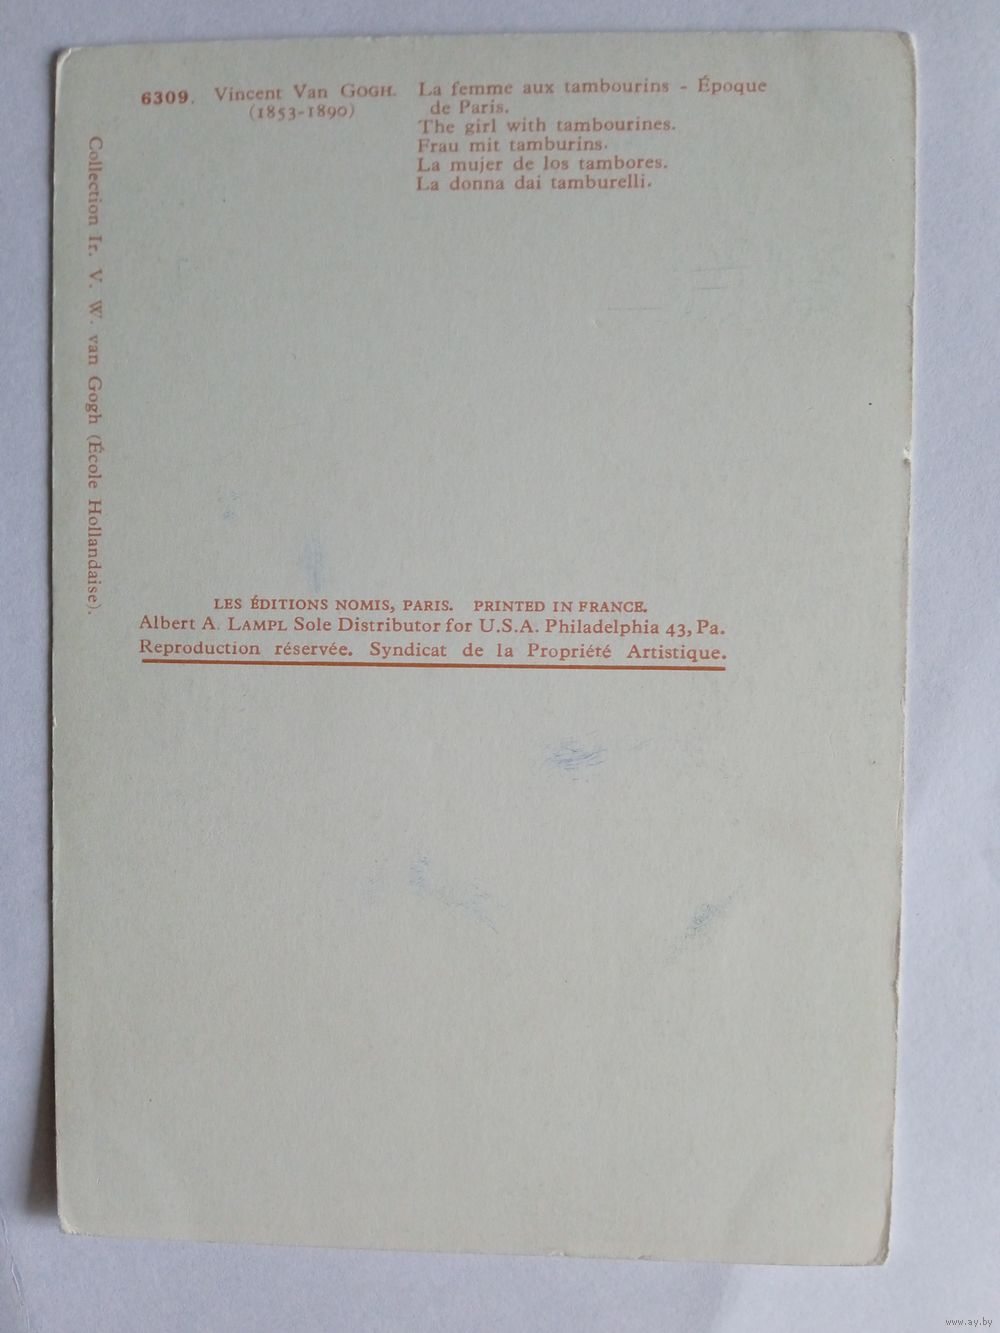 6309. Vincent Van GOGH.
(1853-1890)
La femme aux tambourins - Époque
de Paris.
The girl with tambourines.
Frau mit tamburins.
La mujer de los tambores.
La donna dai tamburelli.
Collection Ir. V. W. van Gogh (École Hollandaise).
LES ÉDITIONS NOMIS, PARIS. PRINTED IN FRANCE.
Albert A. LAMPL Sole Distributor for U.S.A. Philadelphia 43, Pa.
Reproduction réservée. Syndicat de la Propriété Artistique.
www.ay.by